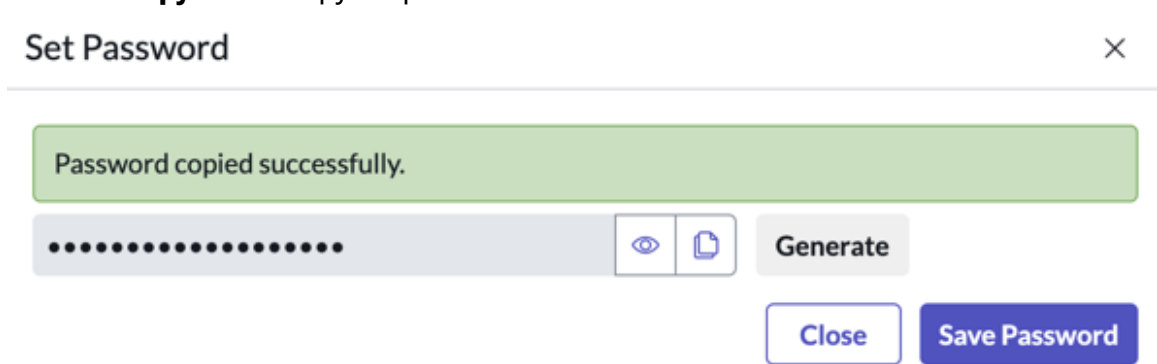 Set Password
Password copied successfully.
•••••••••••••••••••
Generate
Close
Save Password